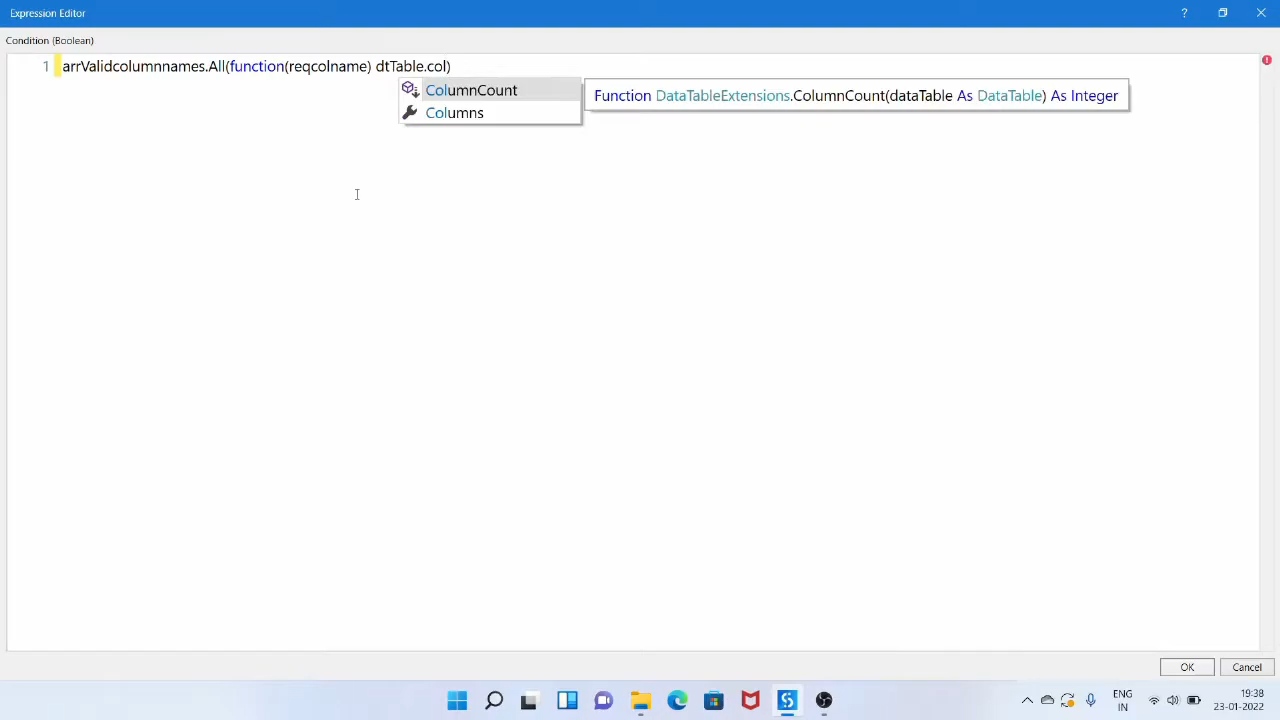 Expression Editor
?
Condition (Boolean)
1 arrValidcolumnnames.All(function(reqcolname) dtTable.col)
ColumnCount
Function DataTableExtensions.ColumnCount(dataTable As DataTable) As Integer
Columns
OK
Cancel
ENG
IN
19:38
23-01-2022